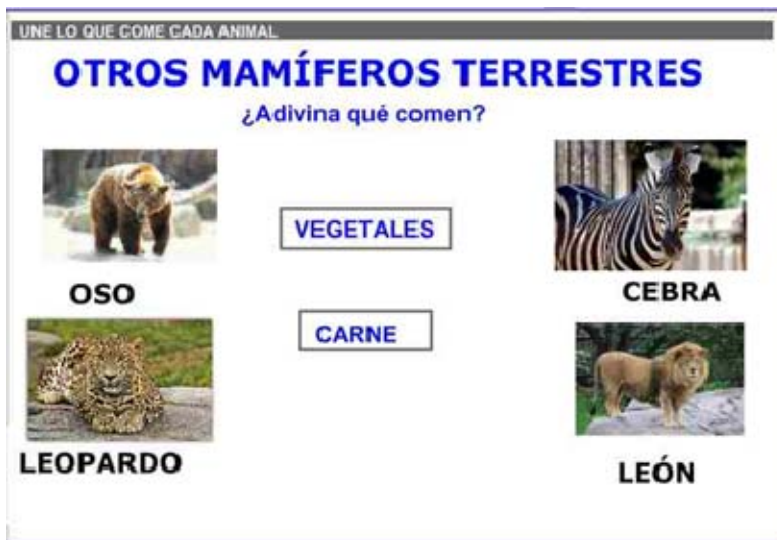 UNE LO QUE COME CADA ANIMAL
OTROS MAMÍFEROS TERRESTRES
¿Adivina qué comen?
VEGETALES
OSO
CEBRA
CARNE
LEOPARDO
LEÓN